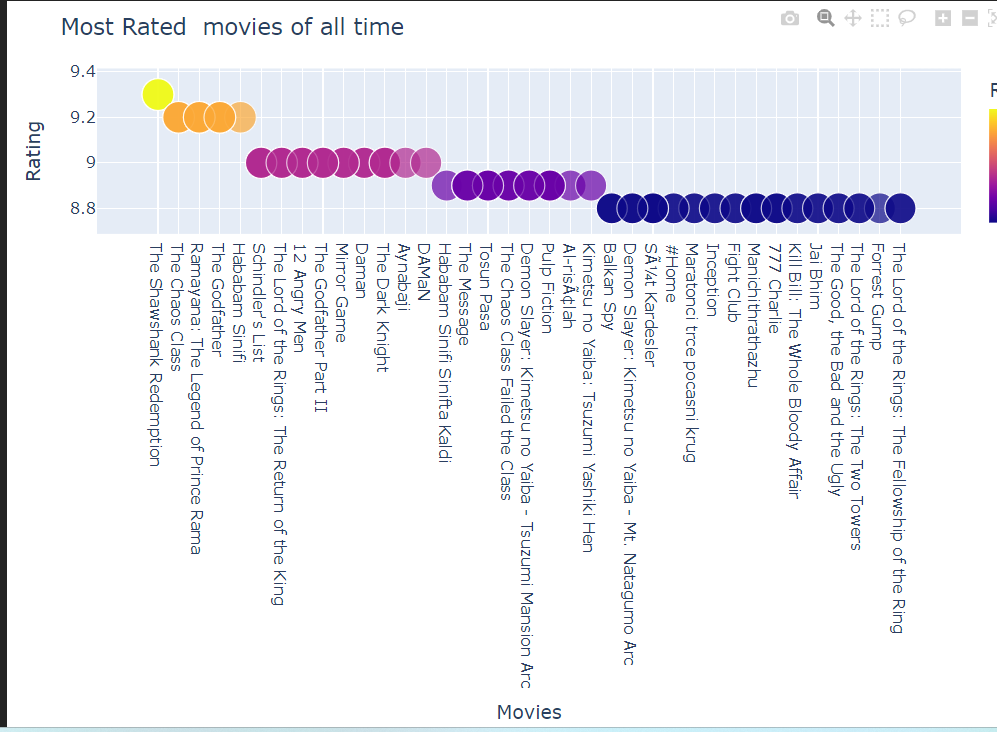 Most Rated  movies of all time
R
9.4
9.2
9
8.8
Rating
The Shawshank Redemption
The Chaos Class
Ramayana: The Legend of Prince Rama
The Godfather
Hababam Sinifi
Schindler's List
The Lord of the Rings: The Return of the King
12 Angry Men
The Godfather Part II
Mirror Game
Daman
The Dark Knight
Aynabaji
DAMaN
Hababam Sinifi Sinifta Kaldi
The Message
Tosun Pasa
The Chaos Class Failed the Class
Demon Slayer: Kimetsu no Yaiba - Tsuzumi Mansion Arc
Pulp Fiction
Al-risÃ¢lah
Kimetsu no Yaiba: Tsuzumi Yashiki Hen
Balkan Spy
Demon Slayer: Kimetsu no Yaiba - Mt. Natagumo Arc
SÃ¼t Kardesler
#Home
Maratonci trce pocasni krug
Inception
Fight Club
Manichithrathazhu
777 Charlie
Kill Bill: The Whole Bloody Affair
Jai Bhim
The Good, the Bad and the Ugly
The Lord of the Rings: The Two Towers
Forrest Gump
The Lord of the Rings: The Fellowship of the Ring
Movies